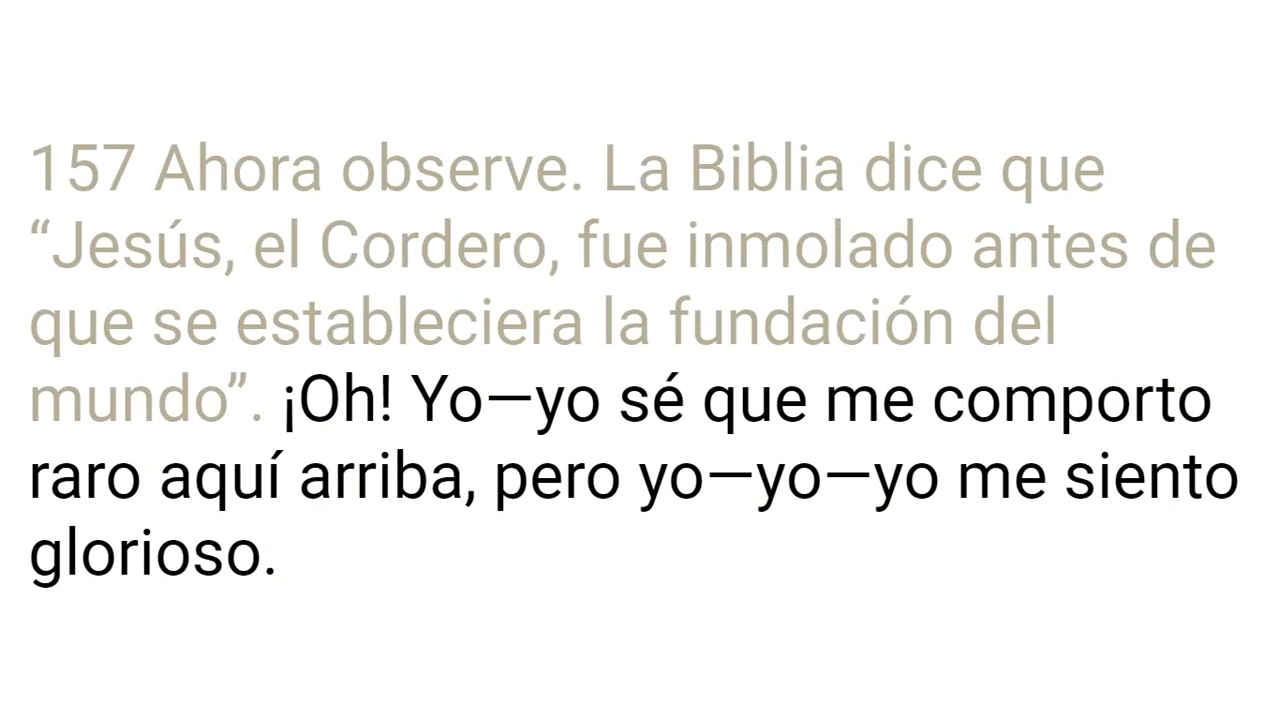 157 Ahora observe. La Biblia dice que
“Jesús, el Cordero, fue inmolado antes de
que se estableciera la fundación del
mundo”. ¡Oh! Yo—yo sé que me comporto
raro aquí arriba, pero yo—yo—yo me siento
glorioso.